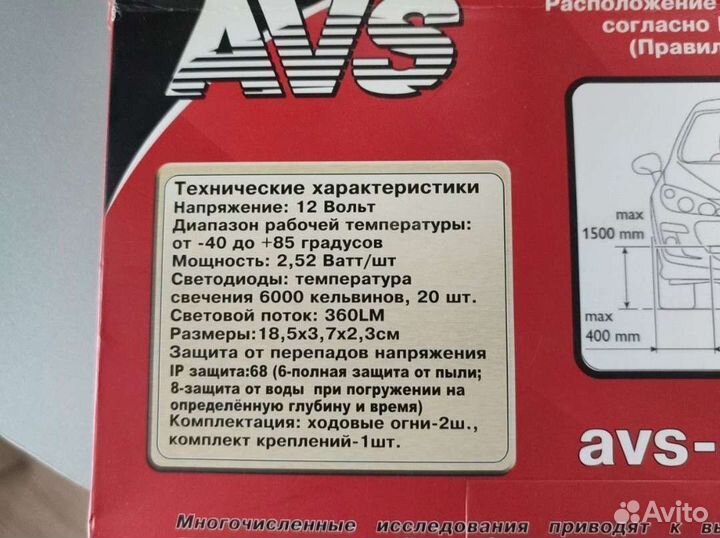 AVS
Расположение
согласно
(Правил
Технические характеристики
Напряжение: 12 Вольт
Диапазон рабочей температуры:
от -40 до +85 градусов
Мощность: 2,52 Ватт/шт
Светодиоды: температура
свечения 6000 кельвинов, 20 шт.
Световой поток: 360LM
Размеры:18,5x3,7x2,3см
Защита от перепадов напряжения
IP защита:68 (6-полная защита от пыли;
8-защита от воды при погружении на
определённую глубину и время)
Комплектация: ходовые огни-2ш.,
комплект креплений-1шт.
max
1500 mm
max
400 mm
avs-
Многочисленные исследования приводят к вы
Avito